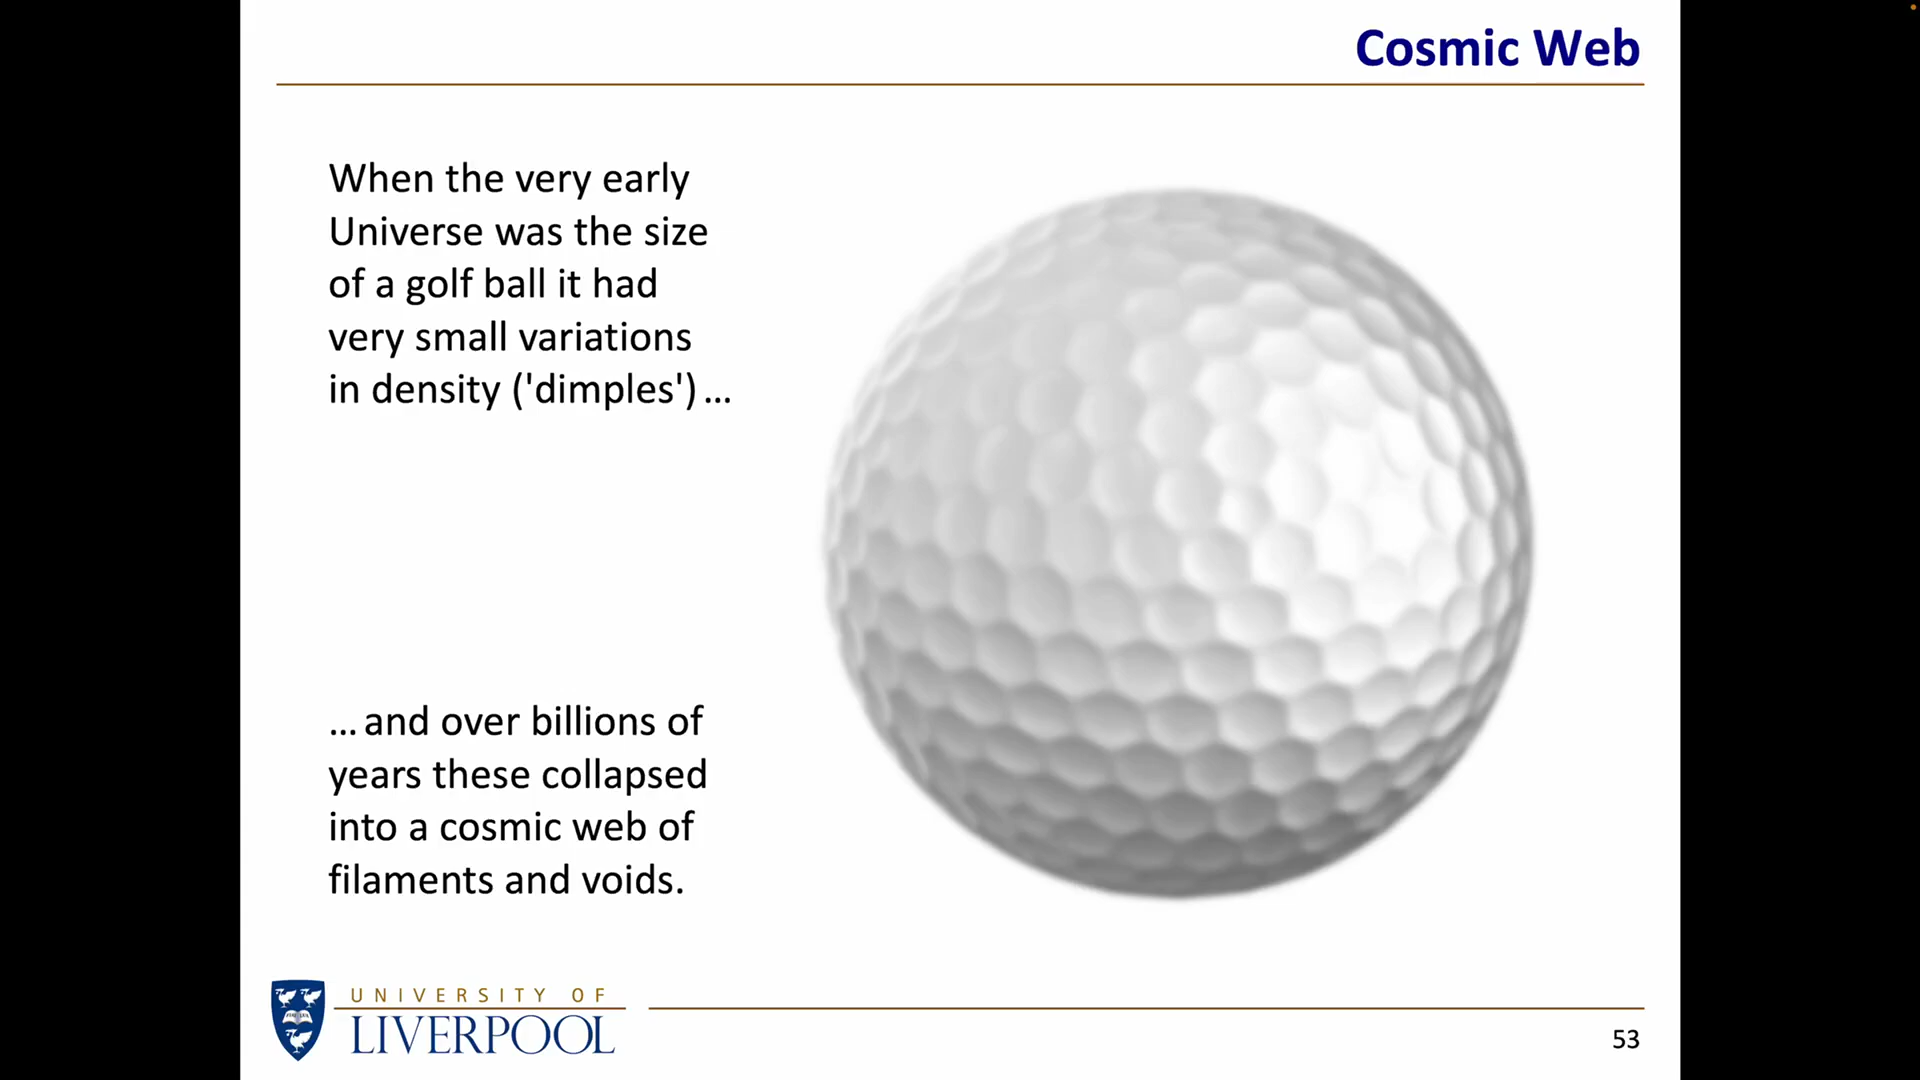 Cosmic Web
When the very early
Universe was the size
of a golf ball it had
very small variations
in density ('dimples') ...
... and over billions of
years these collapsed
into a cosmic web of
filaments and voids.
UNIVERSITY OF
LIVERPOOL
53